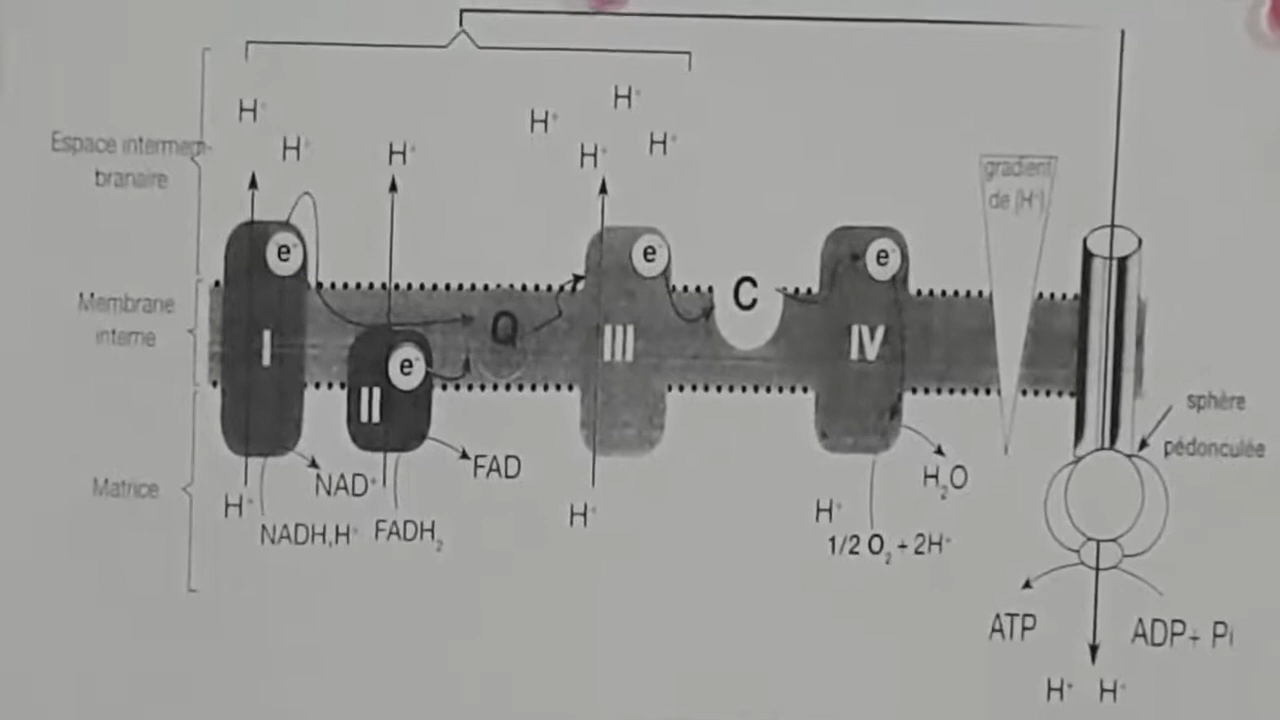 H⁺
H⁺
H⁺
H⁺
H⁺
H⁺
H⁺
Espace intermem-
branaire
gradient
de [H⁺]
e⁻
e⁻
e⁻
Membrane
interne
C
Q
I
III
IV
e⁻
II
sphère
pédonculée
Matrice
FAD
NAD⁺
H₂O
H⁺
H⁺
H⁺
NADH,H⁺
FADH₂
1/2 O₂ + 2H⁺
ATP
ADP+ Pi
H⁺ H⁺